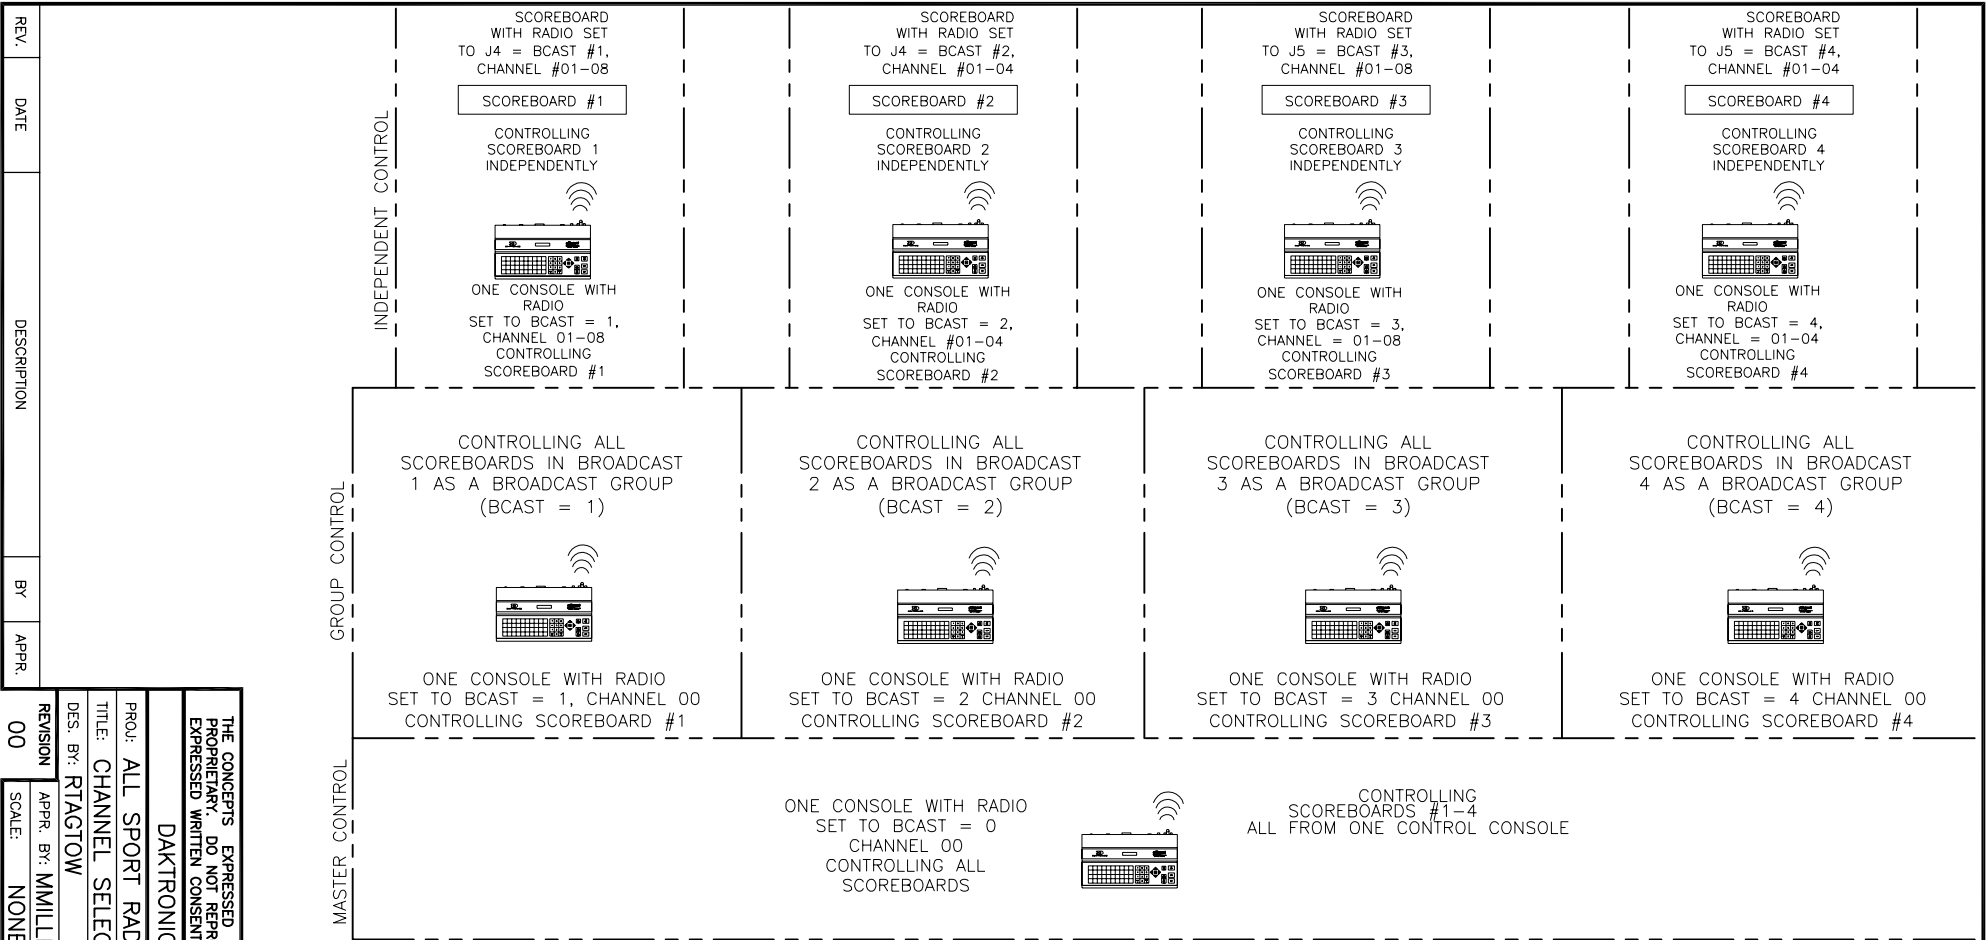 SCOREBOARD
WITH RADIO SET
TO J4 = BCAST #1,
CHANNEL #01-08
SCOREBOARD #1
CONTROLLING
SCOREBOARD 1
INDEPENDENTLY
ONE CONSOLE WITH
RADIO
SET TO BCAST = 1,
CHANNEL 01-08
CONTROLLING
SCOREBOARD #1
SCOREBOARD
WITH RADIO SET
TO J4 = BCAST #2,
CHANNEL #01-04
SCOREBOARD #2
CONTROLLING
SCOREBOARD 2
INDEPENDENTLY
ONE CONSOLE WITH
RADIO
SET TO BCAST = 2,
CHANNEL #01-04
CONTROLLING
SCOREBOARD #2
SCOREBOARD
WITH RADIO SET
TO J5 = BCAST #3,
CHANNEL #01-08
SCOREBOARD #3
CONTROLLING
SCOREBOARD 3
INDEPENDENTLY
ONE CONSOLE WITH
RADIO
SET TO BCAST = 3,
CHANNEL = 01-08
CONTROLLING
SCOREBOARD #3
SCOREBOARD
WITH RADIO SET
TO J5 = BCAST #4,
CHANNEL #01-04
SCOREBOARD #4
CONTROLLING
SCOREBOARD 4
INDEPENDENTLY
ONE CONSOLE WITH
RADIO
SET TO BCAST = 4,
CHANNEL = 01-04
CONTROLLING
SCOREBOARD #4
INDEPENDENT CONTROL
CONTROLLING ALL
SCOREBOARDS IN BROADCAST
1 AS A BROADCAST GROUP
(BCAST = 1)
ONE CONSOLE WITH RADIO
SET TO BCAST = 1, CHANNEL 00
CONTROLLING SCOREBOARD #1
CONTROLLING ALL
SCOREBOARDS IN BROADCAST
2 AS A BROADCAST GROUP
(BCAST = 2)
ONE CONSOLE WITH RADIO
SET TO BCAST = 2 CHANNEL 00
CONTROLLING SCOREBOARD #2
CONTROLLING ALL
SCOREBOARDS IN BROADCAST
3 AS A BROADCAST GROUP
(BCAST = 3)
ONE CONSOLE WITH RADIO
SET TO BCAST = 3 CHANNEL 00
CONTROLLING SCOREBOARD #3
CONTROLLING ALL
SCOREBOARDS IN BROADCAST
4 AS A BROADCAST GROUP
(BCAST = 4)
ONE CONSOLE WITH RADIO
SET TO BCAST = 4 CHANNEL 00
CONTROLLING SCOREBOARD #4
GROUP CONTROL
ONE CONSOLE WITH RADIO
SET TO BCAST = 0
CHANNEL 00
CONTROLLING ALL
SCOREBOARDS
CONTROLLING
SCOREBOARDS #1-4
ALL FROM ONE CONTROL CONSOLE
MASTER CONTROL
REV.
DATE
DESCRIPTION
BY
APPR.
THE CONCEPTS EXPRESSED
PROPRIETARY. DO NOT REPR
EXPRESSED WRITTEN CONSENT
DAKTRONIC
PROJ: ALL SPORT RAD
TITLE: CHANNEL SELEC
DES. BY: RTAGTOW
REVISION
00
APPR. BY: MMILL
SCALE: NONE